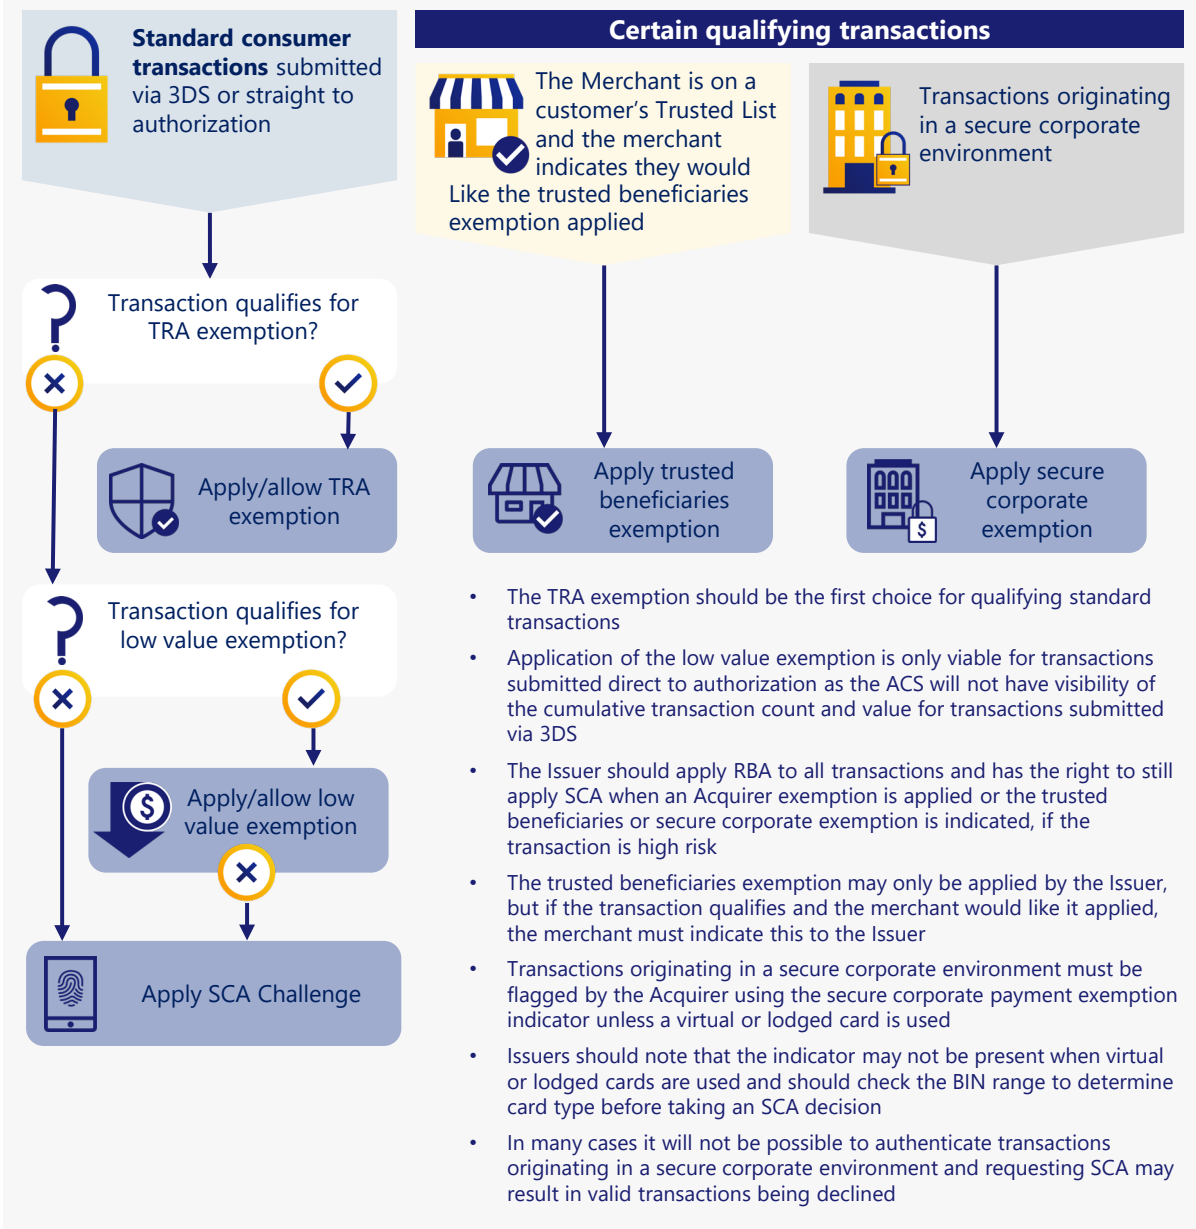 Standard consumer
transactions submitted
via 3DS or straight to
authorization
Certain qualifying transactions
The Merchant is on a
customer's Trusted List
and the merchant
indicates they would
Like the trusted beneficiaries
exemption applied
Transactions originating
in a secure corporate
environment
Transaction qualifies for
TRA exemption?
Apply/allow TRA
exemption
Apply trusted
beneficiaries
exemption
Apply secure
corporate
exemption
$
Transaction qualifies for
low value exemption?
$
Apply/allow low
value exemption
Apply SCA Challenge
• The TRA exemption should be the first choice for qualifying standard
transactions
• Application of the low value exemption is only viable for transactions
submitted direct to authorization as the ACS will not have visibility of
the cumulative transaction count and value for transactions submitted
via 3DS
• The Issuer should apply RBA to all transactions and has the right to still
apply SCA when an Acquirer exemption is applied or the trusted
beneficiaries or secure corporate exemption is indicated, if the
transaction is high risk
• The trusted beneficiaries exemption may only be applied by the Issuer,
but if the transaction qualifies and the merchant would like it applied,
the merchant must indicate this to the Issuer
• Transactions originating in a secure corporate environment must be
flagged by the Acquirer using the secure corporate payment exemption
indicator unless a virtual or lodged card is used
• Issuers should note that the indicator may not be present when virtual
or lodged cards are used and should check the BIN range to determine
card type before taking an SCA decision
• In many cases it will not be possible to authenticate transactions
originating in a secure corporate environment and requesting SCA may
result in valid transactions being declined